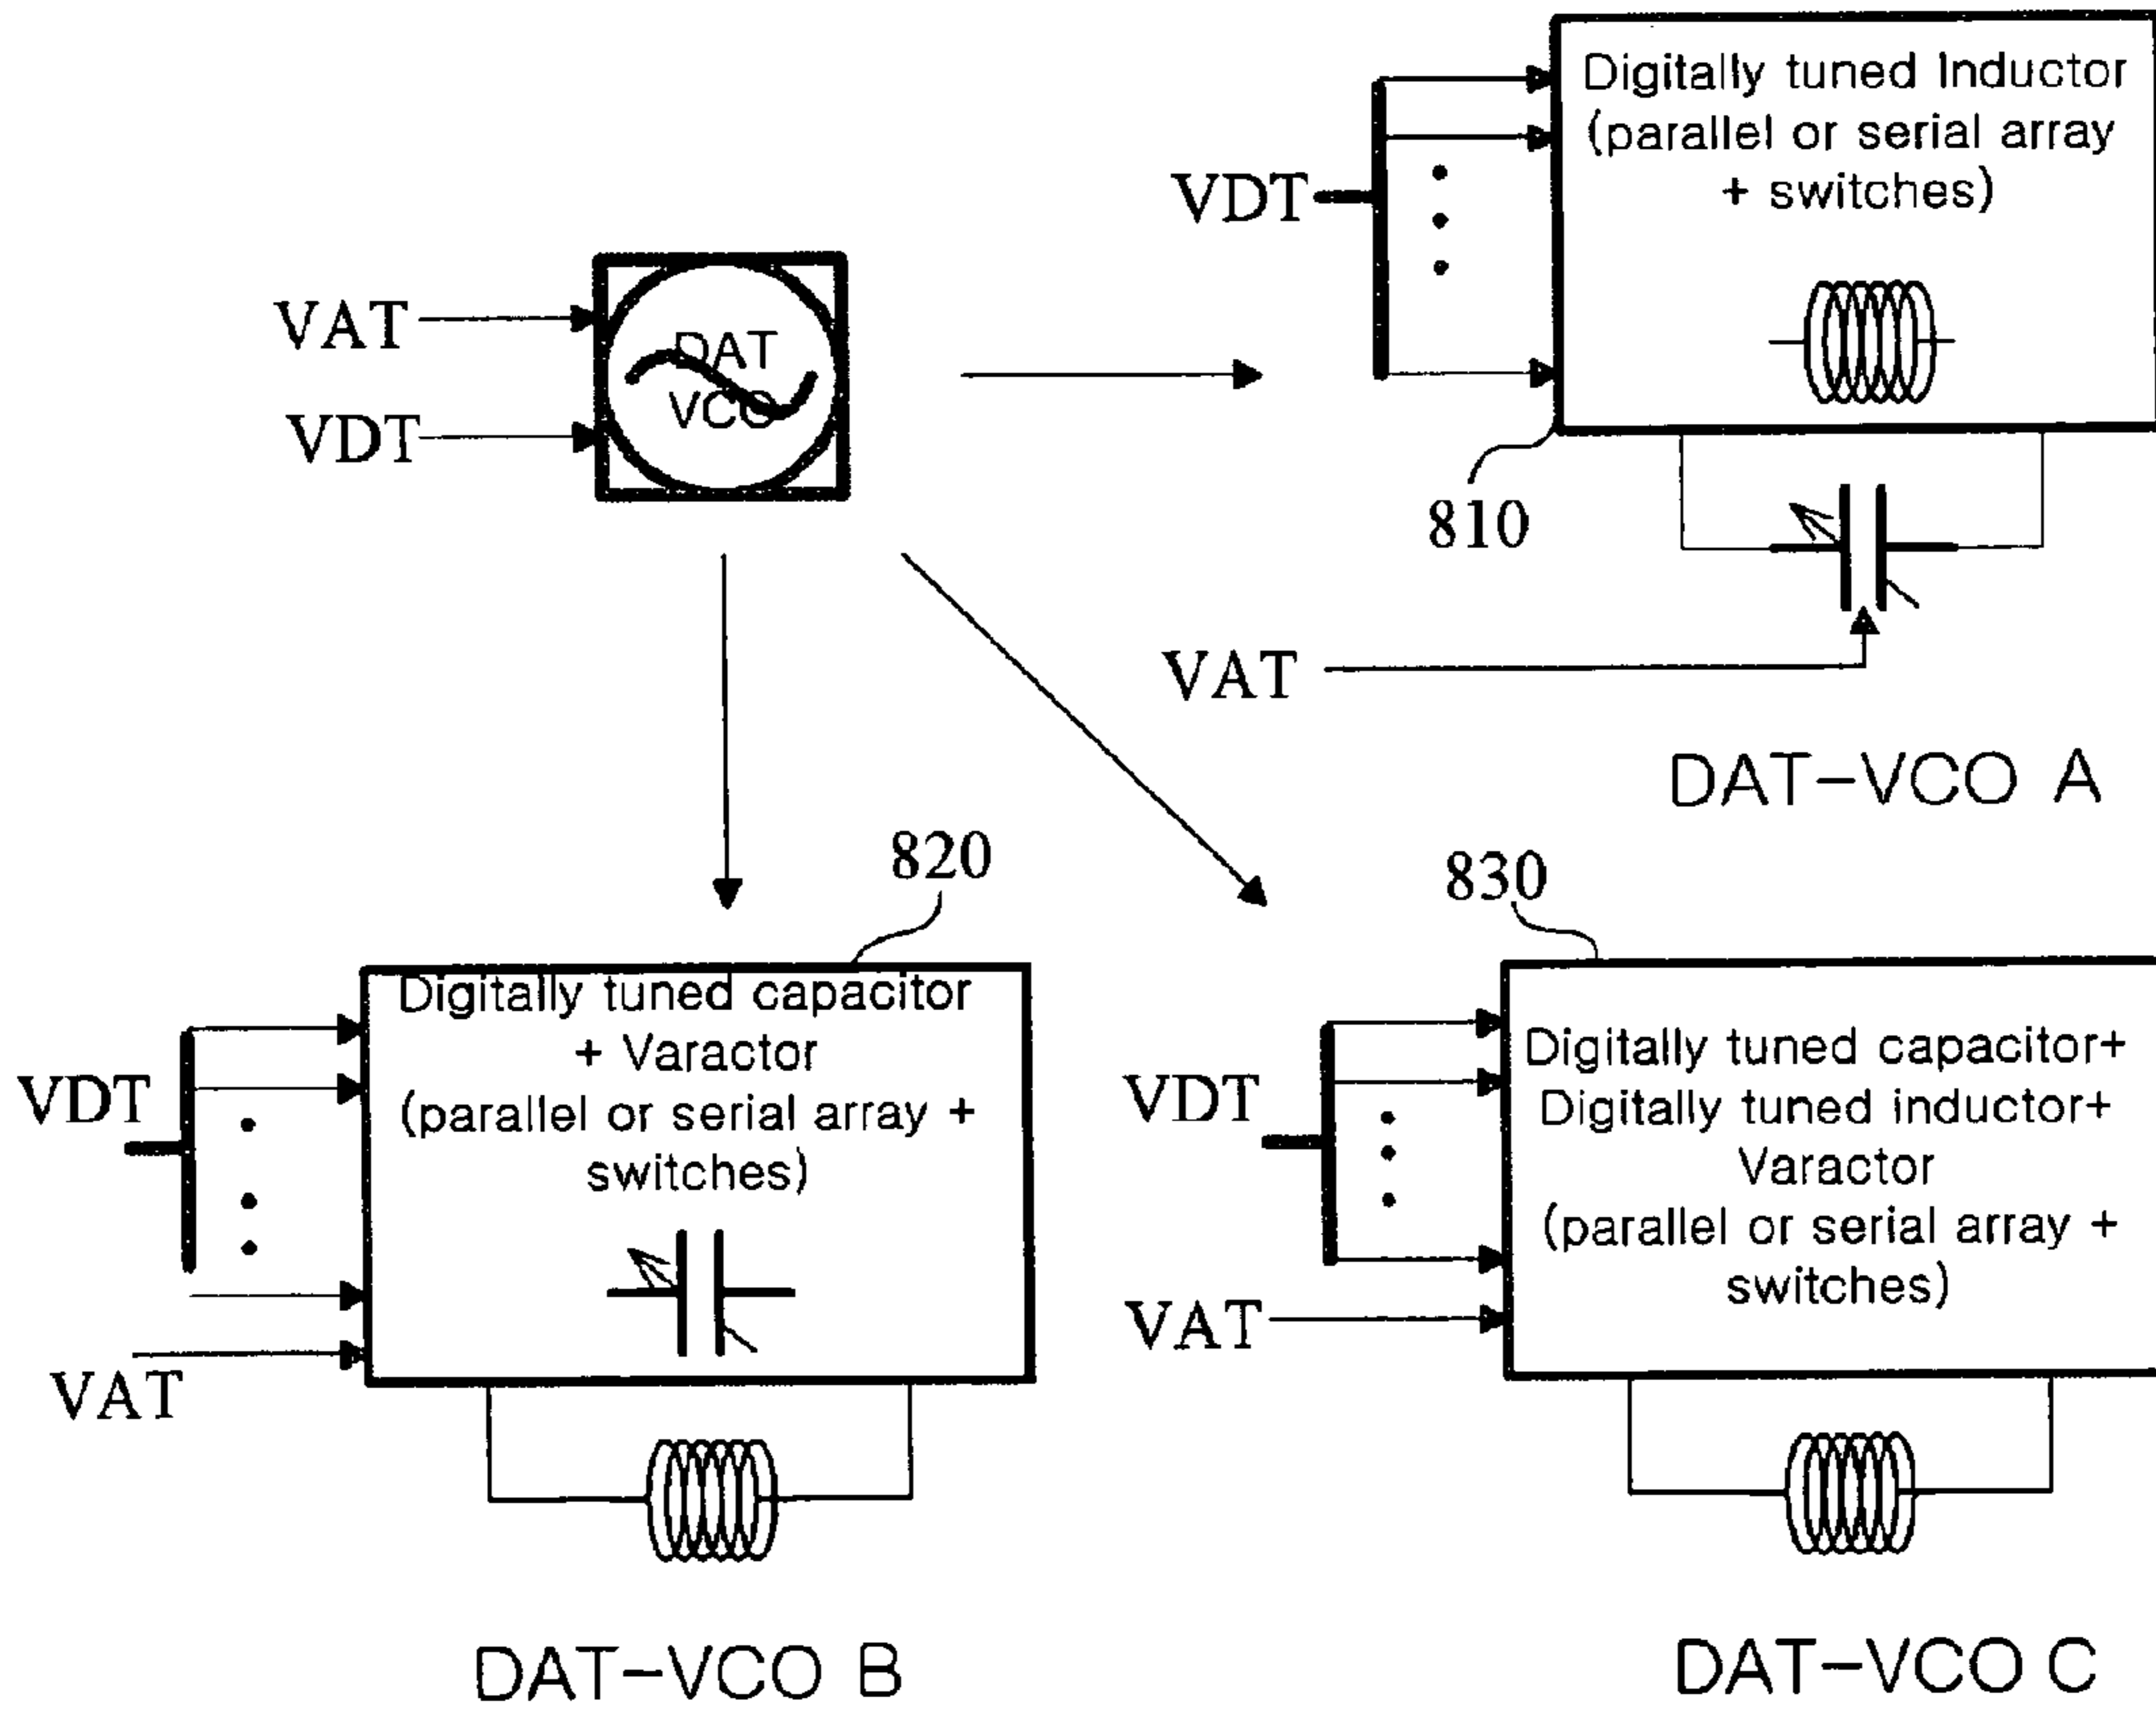 Digitally tuned Inductor
(parallel or serial array
+ switches)
VDT
VAT
DAT
VCO
VDT
810
VAT
DAT-VCO A
820
830
Digitally tuned capacitor
+ Varactor
(parallel or serial array +
switches)
VDT
VAT
DAT-VCO B
Digitally tuned capacitor+
Digitally tuned inductor+
Varactor
(parallel or serial array +
switches)
VDT
VAT
DAT-VCO C